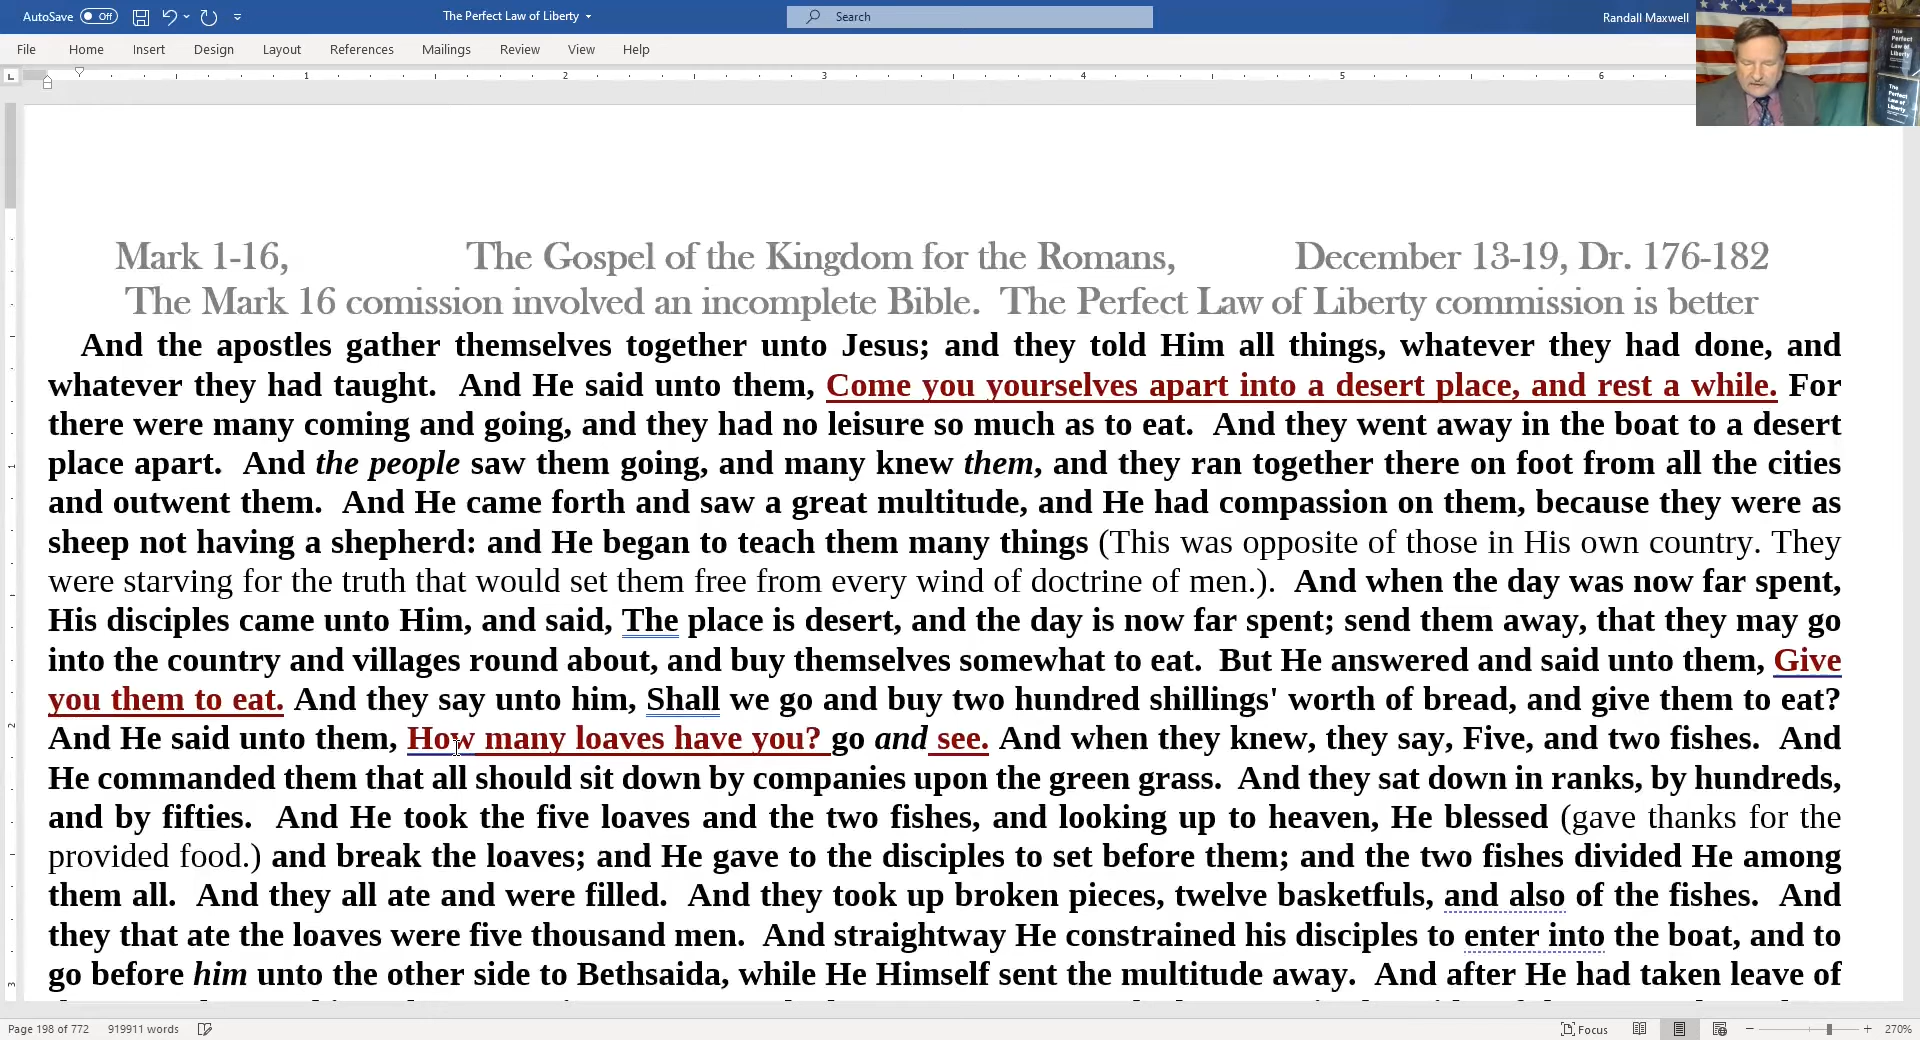 AutoSave Off
The Perfect Law of Liberty
Search
Randall Maxwell
File Home Insert Design Layout References Mailings Review View Help
1 2 3 4 5 6
The Perfect Law of Liberty
The Perfect Law of Liberty
Mark 1-16, The Gospel of the Kingdom for the Romans, December 13-19, Dr. 176-182
The Mark 16 comission involved an incomplete Bible. The Perfect Law of Liberty commission is better
And the apostles gather themselves together unto Jesus; and they told Him all things, whatever they had done, and
whatever they had taught. And He said unto them, Come you yourselves apart into a desert place, and rest a while. For
there were many coming and going, and they had no leisure so much as to eat. And they went away in the boat to a desert
place apart. And the people saw them going, and many knew them, and they ran together there on foot from all the cities
and outwent them. And He came forth and saw a great multitude, and He had compassion on them, because they were as
sheep not having a shepherd: and He began to teach them many things (This was opposite of those in His own country. They
were starving for the truth that would set them free from every wind of doctrine of men.). And when the day was now far spent,
His disciples came unto Him, and said, The place is desert, and the day is now far spent; send them away, that they may go
into the country and villages round about, and buy themselves somewhat to eat. But He answered and said unto them, Give
you them to eat. And they say unto him, Shall we go and buy two hundred shillings' worth of bread, and give them to eat?
And He said unto them, How many loaves have you? go and see. And when they knew, they say, Five, and two fishes. And
He commanded them that all should sit down by companies upon the green grass. And they sat down in ranks, by hundreds,
and by fifties. And He took the five loaves and the two fishes, and looking up to heaven, He blessed (gave thanks for the
provided food.) and break the loaves; and He gave to the disciples to set before them; and the two fishes divided He among
them all. And they all ate and were filled. And they took up broken pieces, twelve basketfuls, and also of the fishes. And
they that ate the loaves were five thousand men. And straightway He constrained his disciples to enter into the boat, and to
go before him unto the other side to Bethsaida, while He Himself sent the multitude away. And after He had taken leave of
Page 198 of 772 919911 words
Focus
270%